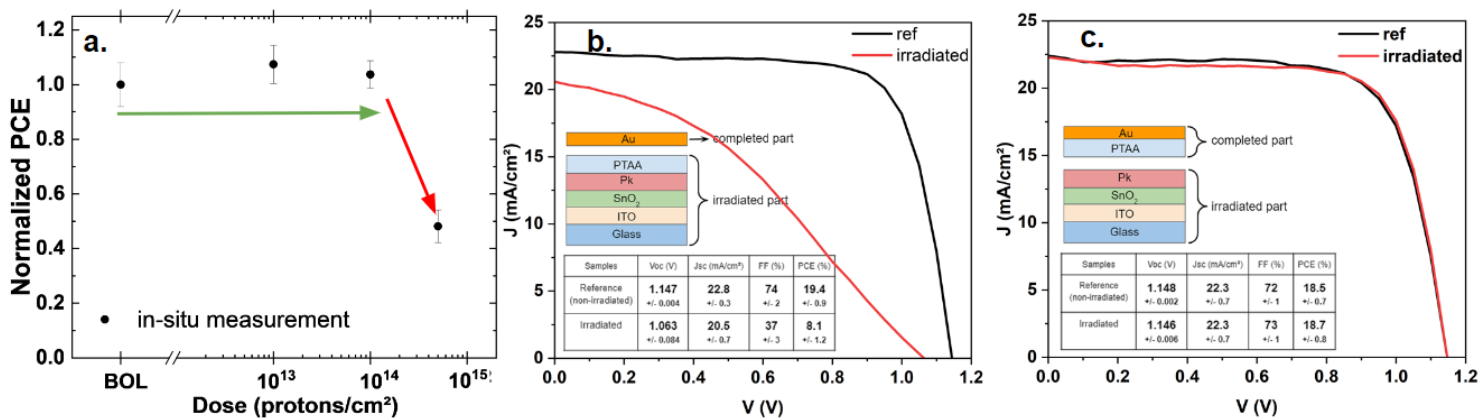 a.
Normalized PCE
1.2
1.0
0.8
0.6
0.4
0.2
0.0
in-situ measurement
BOL
10¹³
10¹⁴
10¹⁵
Dose (protons/cm²)
b.
ref
irradiated
J (mA/cm²)
25
20
15
10
5
0
Au
completed part
PTAA
Pk
SnO₂
ITO
Glass
irradiated part
Samples Voc (V) Jsc (mA/cm²) FF (%) PCE (%)
Reference 1.147 22.8 74 19.4
(non-irradiated) +/- 0.004 +/- 0.3 +/- 2 +/- 0.9
Irradiated 1.063 20.5 37 8.1
+/- 0.084 +/- 0.7 +/- 3 +/- 1.2
0.0 0.2 0.4 0.6 0.8 1.0 1.2
V (V)
c.
ref
irradiated
J (mA/cm²)
25
20
15
10
5
0
Au
PTAA
completed part
Pk
SnO₂
ITO
Glass
irradiated part
Samples Voc (V) Jsc (mA/cm²) FF (%) PCE (%)
Reference 1.148 22.3 72 18.5
(non-irradiated) +/- 0.002 +/- 0.7 +/- 1 +/- 0.7
Irradiated 1.146 22.3 73 18.7
+/- 0.006 +/- 0.7 +/- 1 +/- 0.8
0.0 0.2 0.4 0.6 0.8 1.0 1.2
V (V)